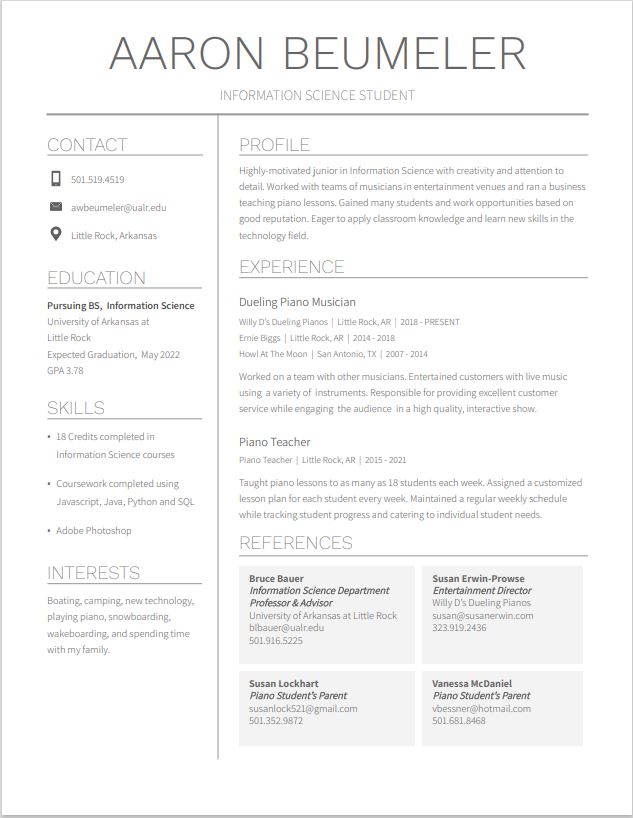 AARON BEUMELER
INFORMATION SCIENCE STUDENT
CONTACT
501.519.4519
awbeumeler@ualr.edu
Little Rock, Arkansas
EDUCATION
Pursuing BS, Information Science
University of Arkansas at
Little Rock
Expected Graduation, May 2022
GPA 3.78
SKILLS
• 18 Credits completed in
Information Science courses
• Coursework completed using
Javascript, Java, Python and SQL
• Adobe Photoshop
INTERESTS
Boating, camping, new technology,
playing piano, snowboarding,
wakeboarding, and spending time
with my family.
PROFILE
Highly-motivated junior in Information Science with creativity and attention to
detail. Worked with teams of musicians in entertainment venues and ran a business
teaching piano lessons. Gained many students and work opportunities based on
good reputation. Eager to apply classroom knowledge and learn new skills in the
technology field.
EXPERIENCE
Dueling Piano Musician
Willy D's Dueling Pianos | Little Rock, AR | 2018 - PRESENT
Ernie Biggs | Little Rock, AR | 2014 - 2018
Howl At The Moon | San Antonio, TX | 2007 - 2014
Worked on a team with other musicians. Entertained customers with live music
using a variety of instruments. Responsible for providing excellent customer
service while engaging the audience in a high quality, interactive show.
Piano Teacher
Piano Teacher | Little Rock, AR | 2015 - 2021
Taught piano lessons to as many as 18 students each week. Assigned a customized
lesson plan for each student every week. Maintained a regular weekly schedule
while tracking student progress and catering to individual student needs.
REFERENCES
Bruce Bauer
Information Science Department
Professor & Advisor
University of Arkansas at Little Rock
blbauer@ualr.edu
501.916.5225
Susan Erwin-Prowse
Entertainment Director
Willy D's Dueling Pianos
susan@susanerwin.com
323.919.2436
Susan Lockhart
Piano Student's Parent
susanlock521@gmail.com
501.352.9872
Vanessa McDaniel
Piano Student's Parent
vbessner@hotmail.com
501.681.8468